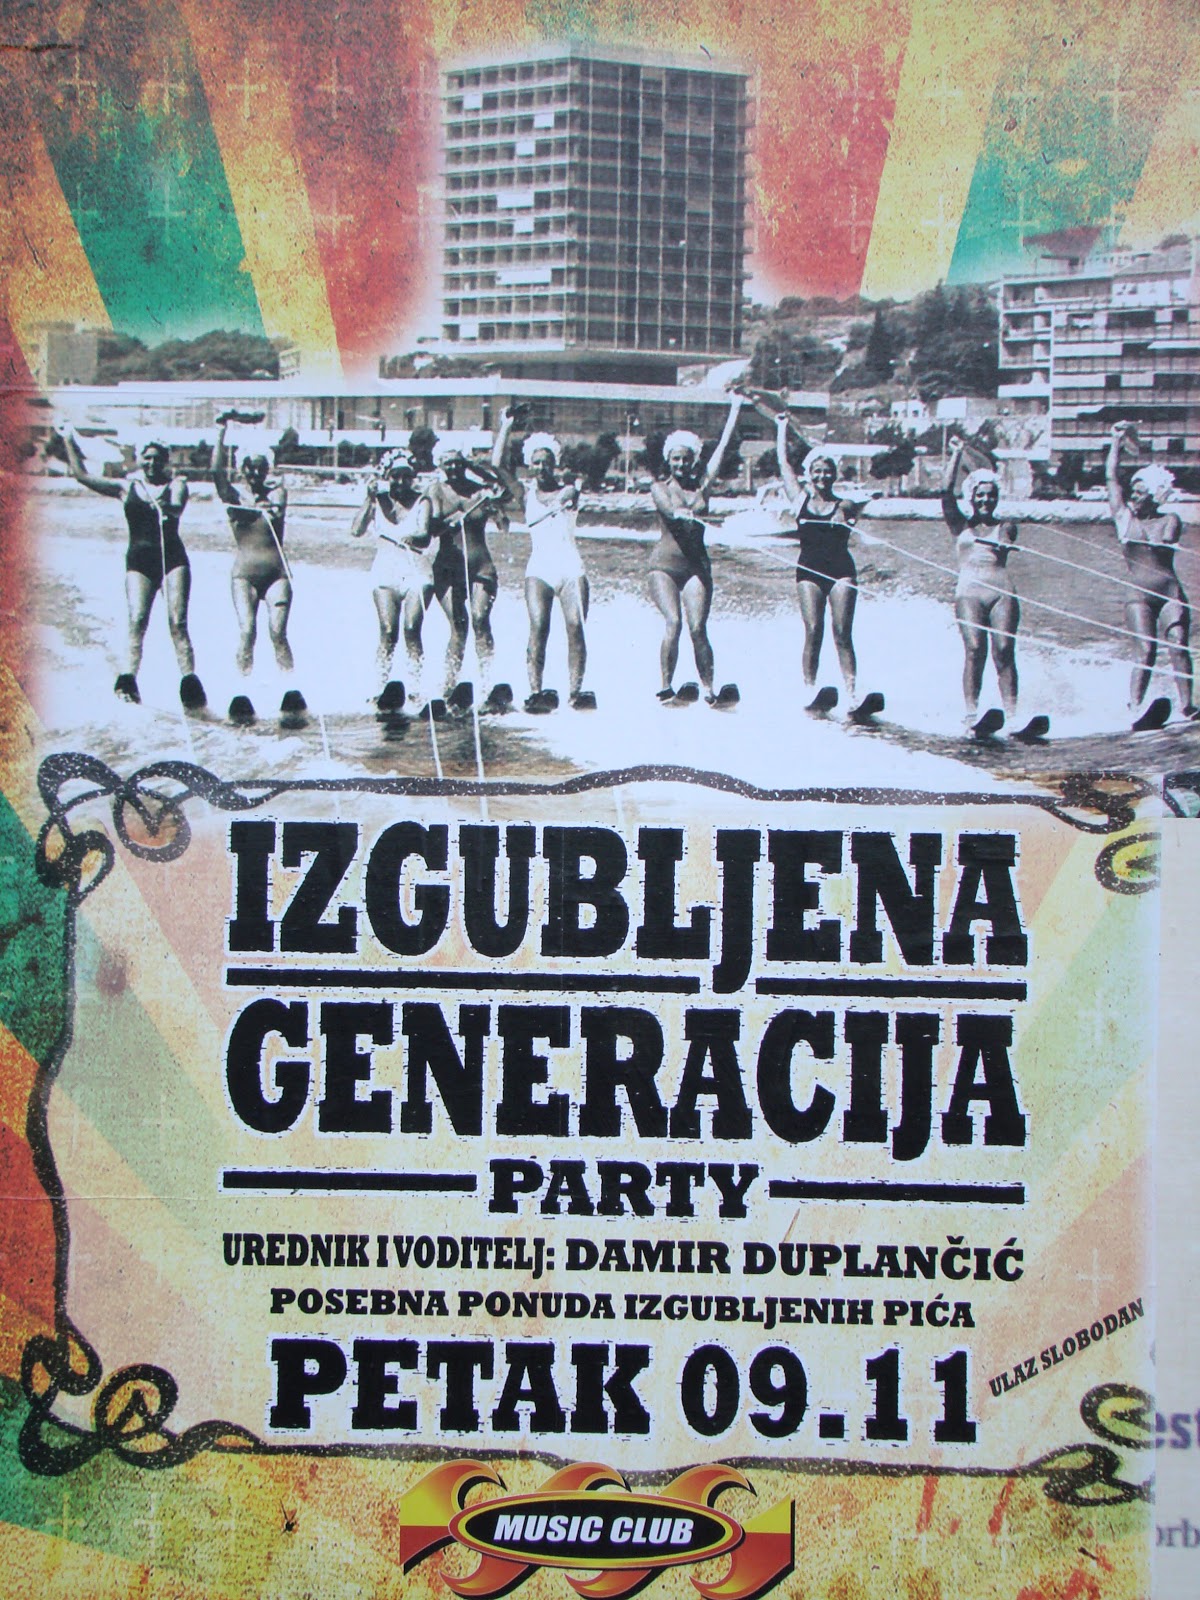 IZGUBLJENA
GENERACIJA
PARTY
UREDNIK I VODITELJ: DAMIR DUPLANČIĆ
POSEBNA PONUDA IZGUBLJENIH PIĆA
PETAK 09.11
ULAZ SLOBODAN
MUSIC CLUB